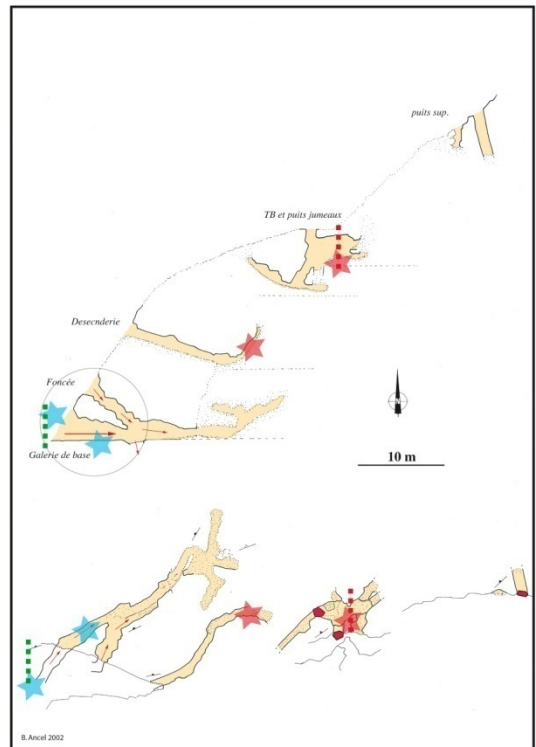 puits sup.
TB et puits jumeaux
Desecnderie
Foncée
Galerie de base
10 m
B. Ancel 2002